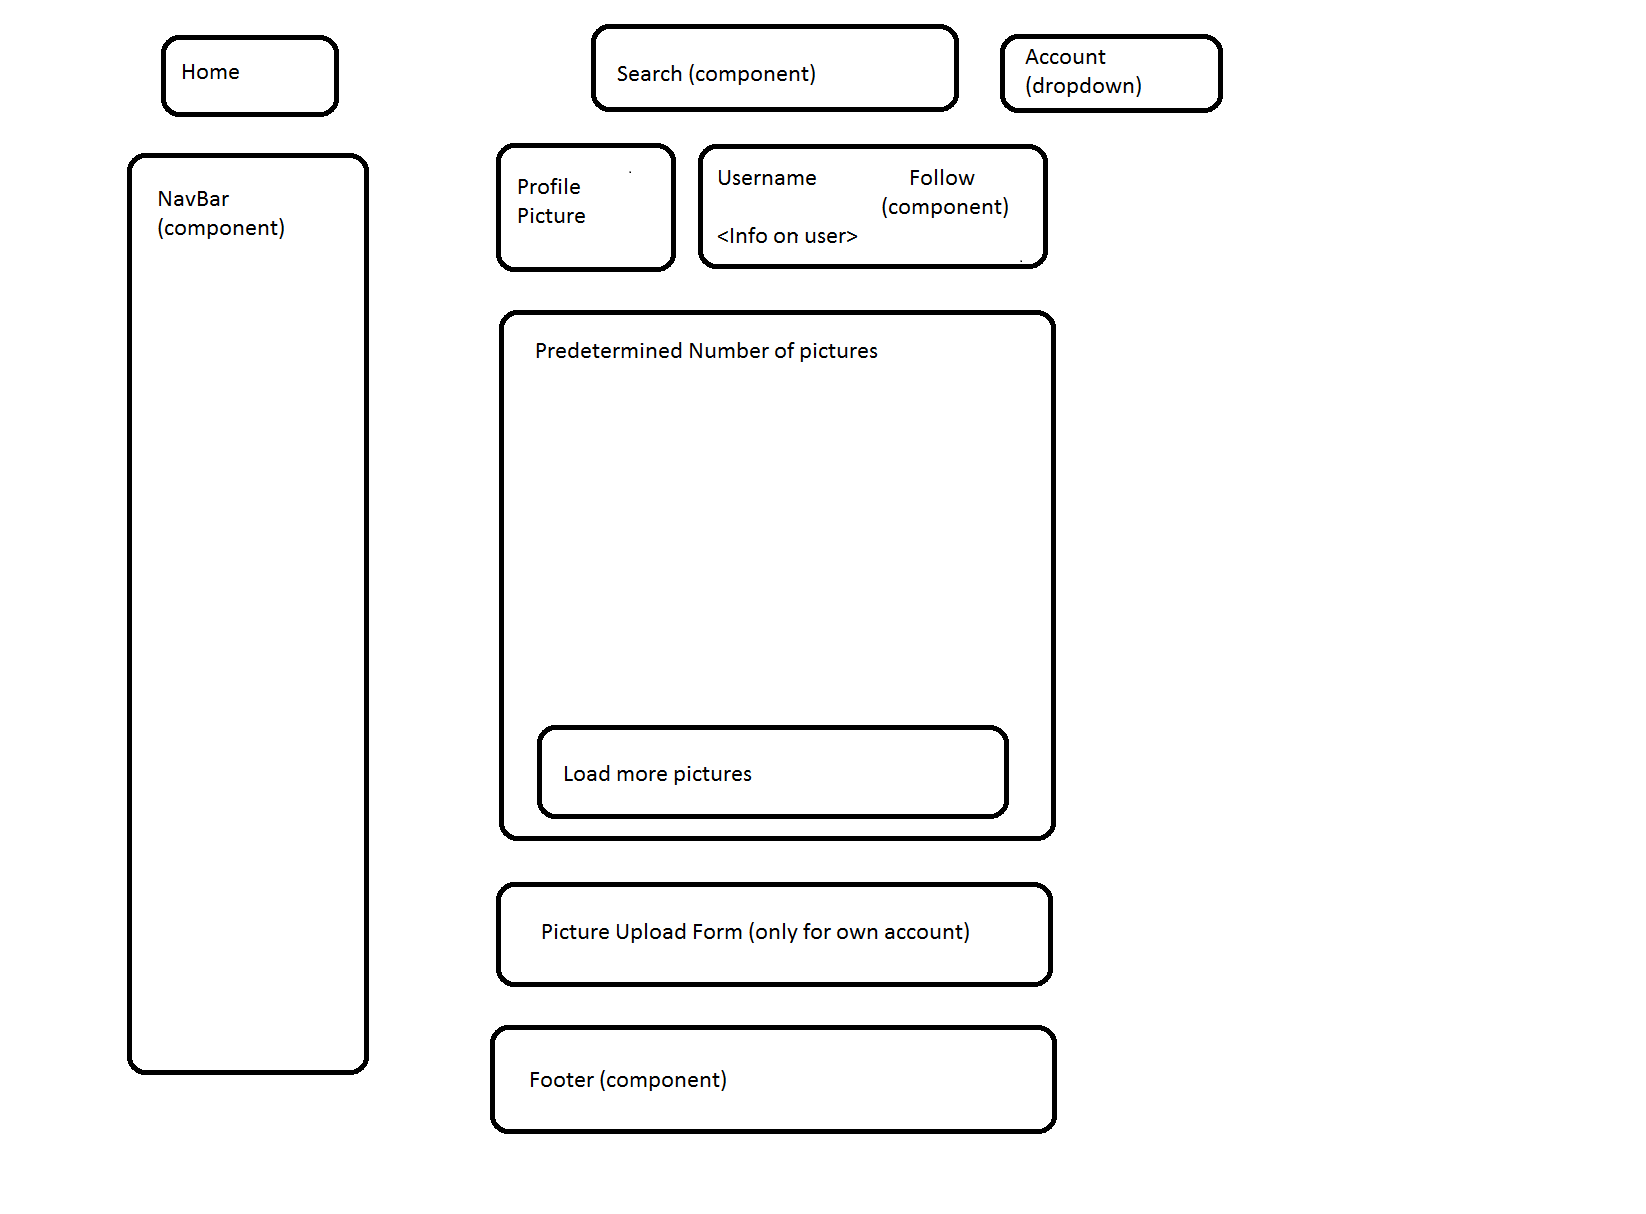 Home
Search (component)
Account
(dropdown)
NavBar
(component)
Profile
Picture
Username
Follow
(component)
<Info on user>
Predetermined Number of pictures
Load more pictures
Picture Upload Form (only for own account)
Footer (component)